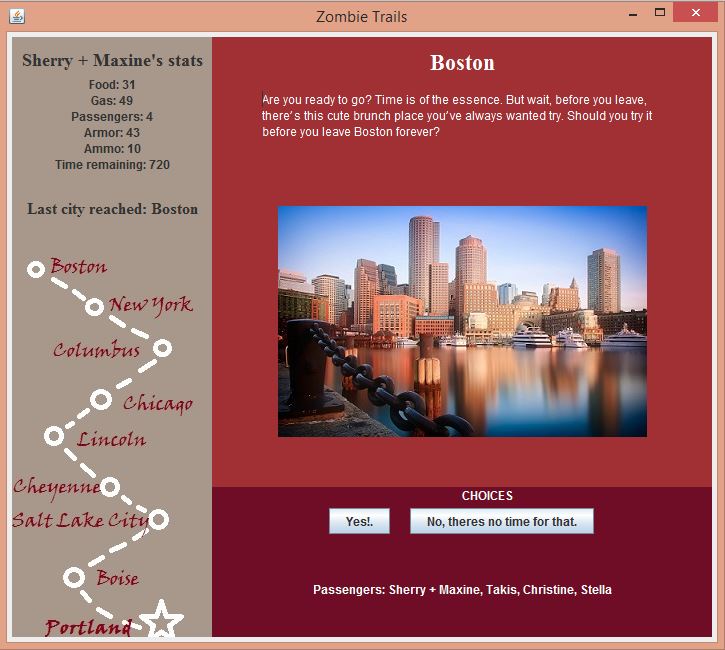 Zombie Trails
Sherry + Maxine's stats
Food: 31
Gas: 49
Passengers: 4
Armor: 43
Ammo: 10
Time remaining: 720
Last city reached: Boston
Boston
New York
Columbus
Chicago
Lincoln
Cheyenne
Salt Lake City
Boise
Portland
Boston
Are you ready to go? Time is of the essence. But wait, before you leave,
there's this cute brunch place you've always wanted try. Should you try it
before you leave Boston forever?
CHOICES
Yes!.
No, theres no time for that.
Passengers: Sherry + Maxine, Takis, Christine, Stella